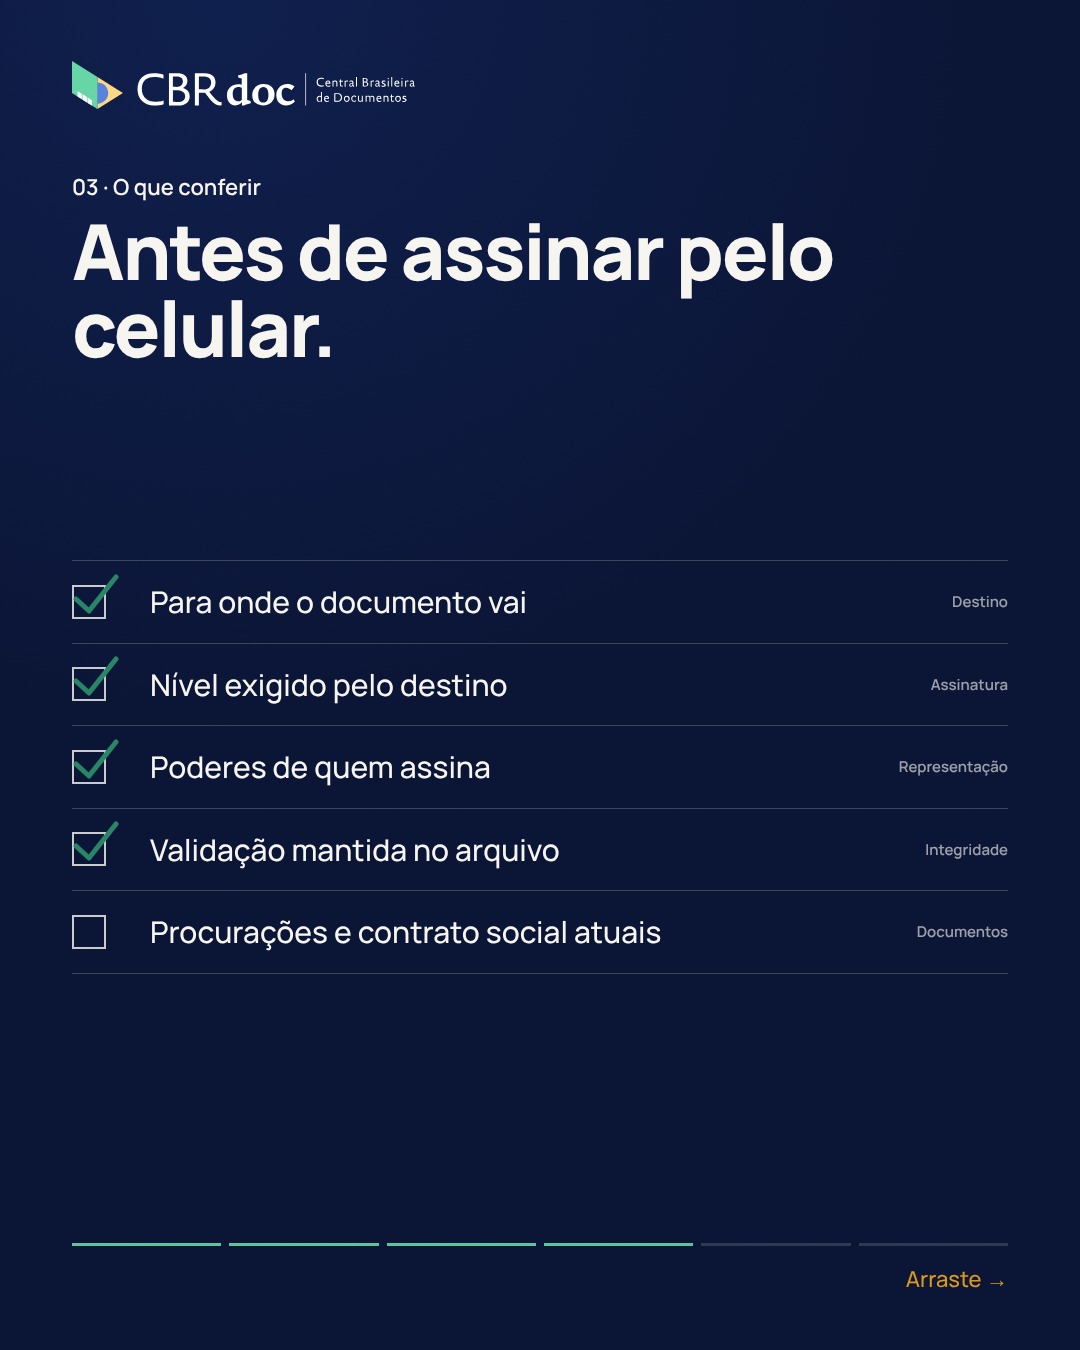 CBRdoc
Central Brasileira
de Documentos
03 · O que conferir
Antes de assinar pelo
celular.
Para onde o documento vai
Destino
Nível exigido pelo destino
Assinatura
Poderes de quem assina
Representação
Validação mantida no arquivo
Integridade
Procurações e contrato social atuais
Documentos
Arraste →